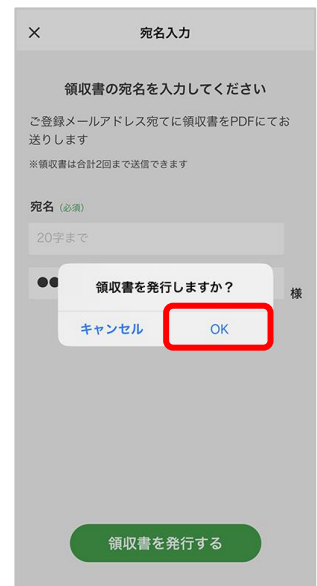 ×
宛名入力
領収書の宛名を入力してください
ご登録メールアドレス宛てに領収書をPDFにてお
送りします
※領収書は合計2回まで送信できます
宛名 (必須)
20字まで
●●
様
領収書を発行しますか？
キャンセル
OK
領収書を発行する